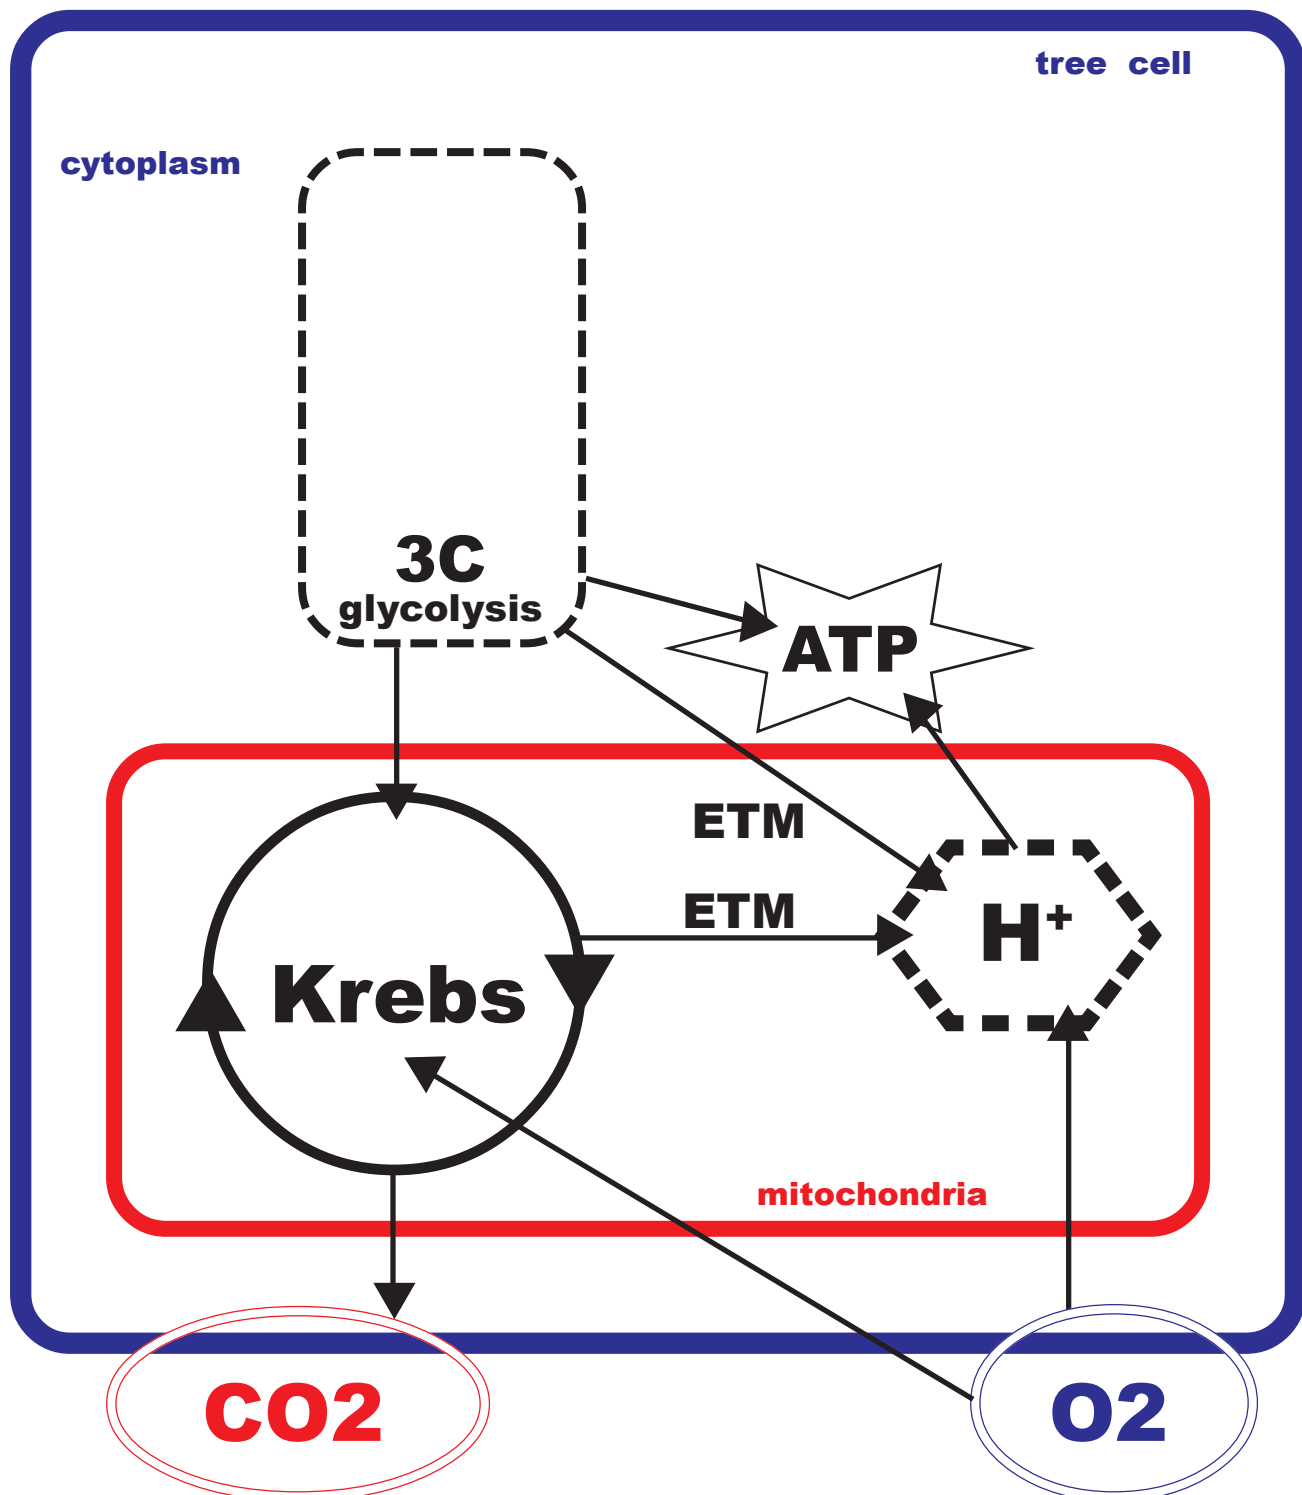 tree cell
cytoplasm
3C
glycolysis
ATP
ETM
ETM
H⁺
Krebs
mitochondria
CO2
O2